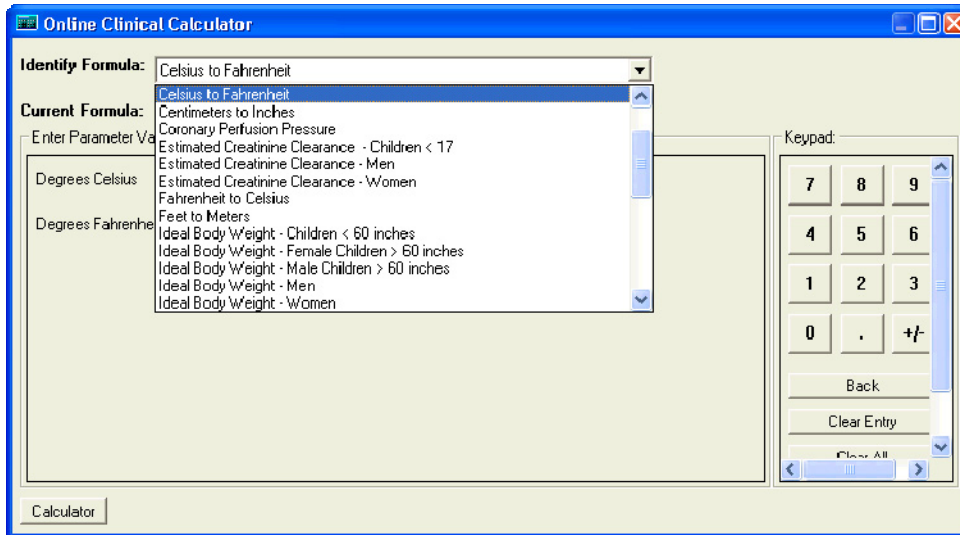 Online Clinical Calculator
Identify Formula: Celsius to Fahrenheit
Celsius to Fahrenheit
Centimeters to Inches
Coronary Perfusion Pressure
Estimated Creatinine Clearance - Children < 17
Estimated Creatinine Clearance - Men
Estimated Creatinine Clearance - Women
Fahrenheit to Celsius
Feet to Meters
Ideal Body Weight - Children < 60 inches
Ideal Body Weight - Female Children > 60 inches
Ideal Body Weight - Male Children > 60 inches
Ideal Body Weight - Men
Ideal Body Weight - Women
Current Formula:
Enter Parameter Va
Degrees Celsius
Degrees Fahrenhe
Keypad:
7 8 9
4 5 6
1 2 3
0 . +/-
Back
Clear Entry
Clear All
Calculator